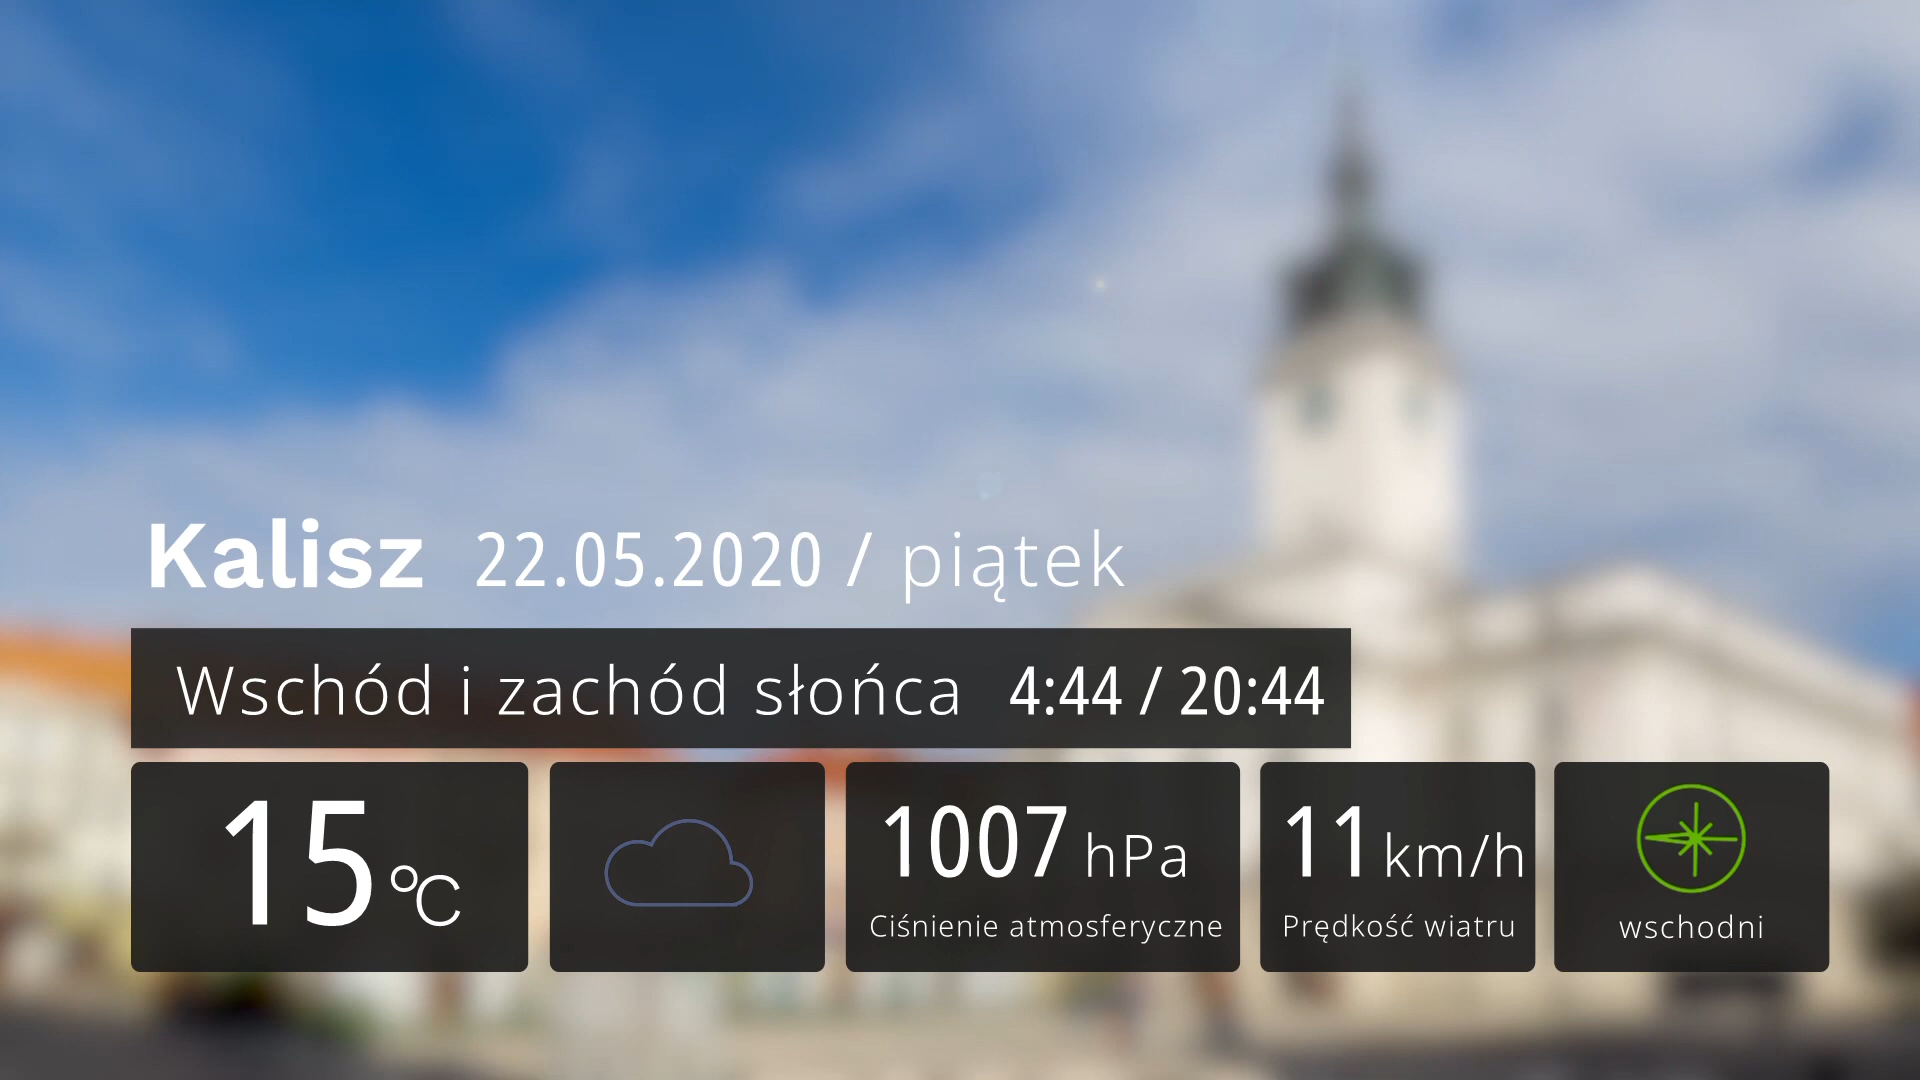 Kalisz 22.05.2020 / piątek
Wschód i zachód słońca 4:44 / 20:44
15 °C
1007 hPa
Ciśnienie atmosferyczne
11 km/h
Prędkość wiatru
wschodni